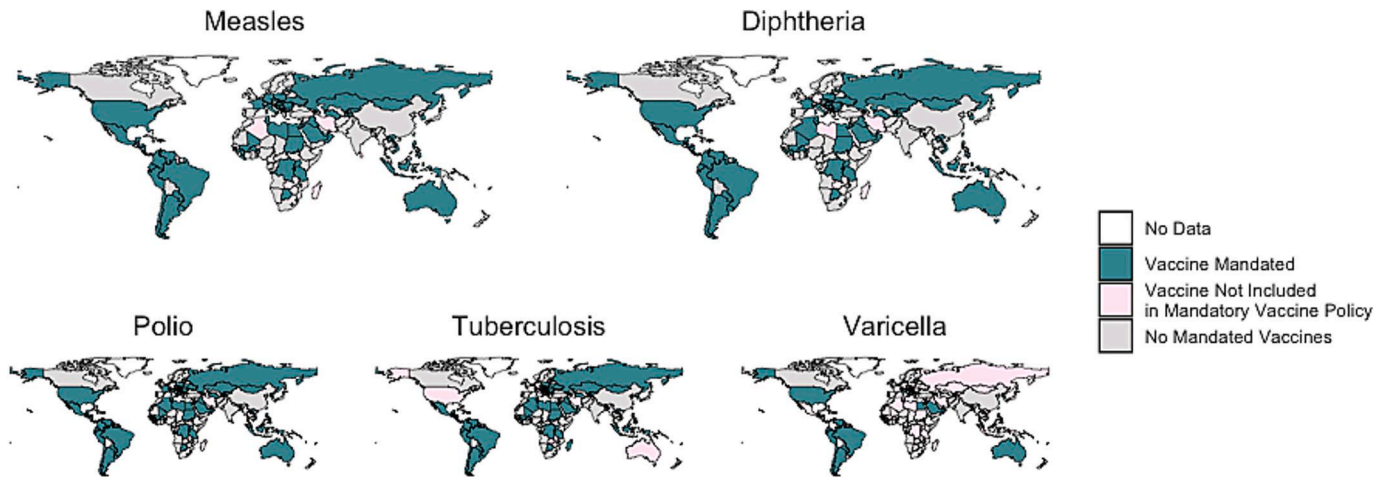 Measles
Diphtheria
No Data
Vaccine Mandated
Vaccine Not Included
in Mandatory Vaccine Policy
No Mandated Vaccines
Polio
Tuberculosis
Varicella